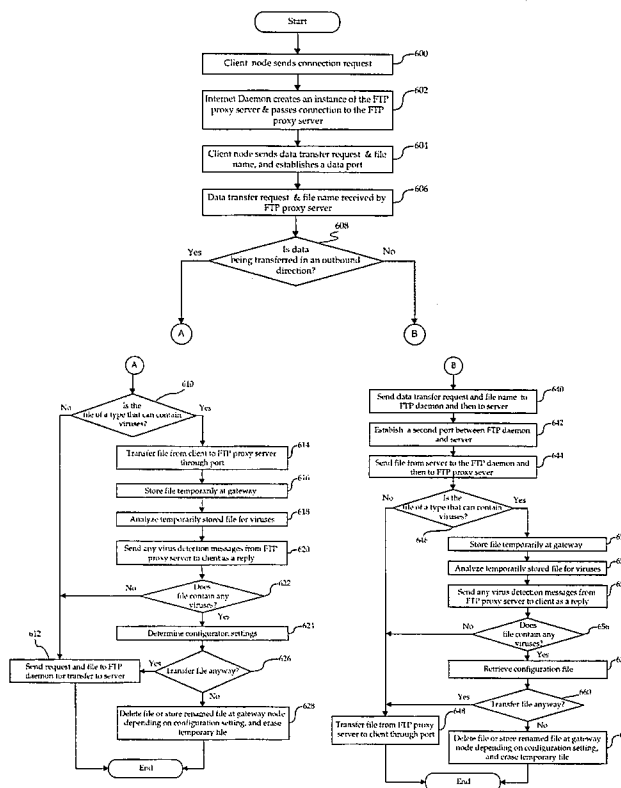 Start
Client node sends connection request
600
Internet Daemon creates an instance of the FTP
proxy server & passes connection to the FTP
proxy server
602
Client node sends data transfer request & file
name, and establishes a data port
604
Data transfer request & file name received by
FTP proxy server
606
608
Is data
being transferred in an outbound
direction?
Yes
No
A
B
A
610
Is the
file of a type that can contain
viruses?
No
Yes
Transfer file from client to FTP proxy server
through port
614
Store file temporarily at gateway
616
Analyze temporarily stored file for viruses
618
Send any virus detection messages from FTP
proxy server to client as a reply
620
Does
file contain any
viruses?
622
No
Yes
Determine configuration settings
624
612
Send request and file to FTP
daemon for transfer to server
Yes
Transfer file anyway?
626
No
Delete file or store renamed file at gateway node
depending on configuration setting, and erase
temporary file
628
End
B
Send data transfer request and file name to
FTP daemon and then to server
640
Establish a second port between FTP daemon
and server
642
Send file from server to the FTP daemon and
then to FTP proxy sever
644
No
Is the
file of a type that can contain
viruses?
Yes
646
Store file temporarily at gateway
Analyze temporarily stored file for viruses
Send any virus detection messages from
FTP proxy server to client as a reply
Does
file contain any
viruses?
656
No
Yes
Retrieve configuration file
Yes
Transfer file anyway?
660
No
648
Transfer file from FTP proxy
server to client through port
Delete file or store renamed file at gateway
node depending on configuration setting,
and erase temporary file
End